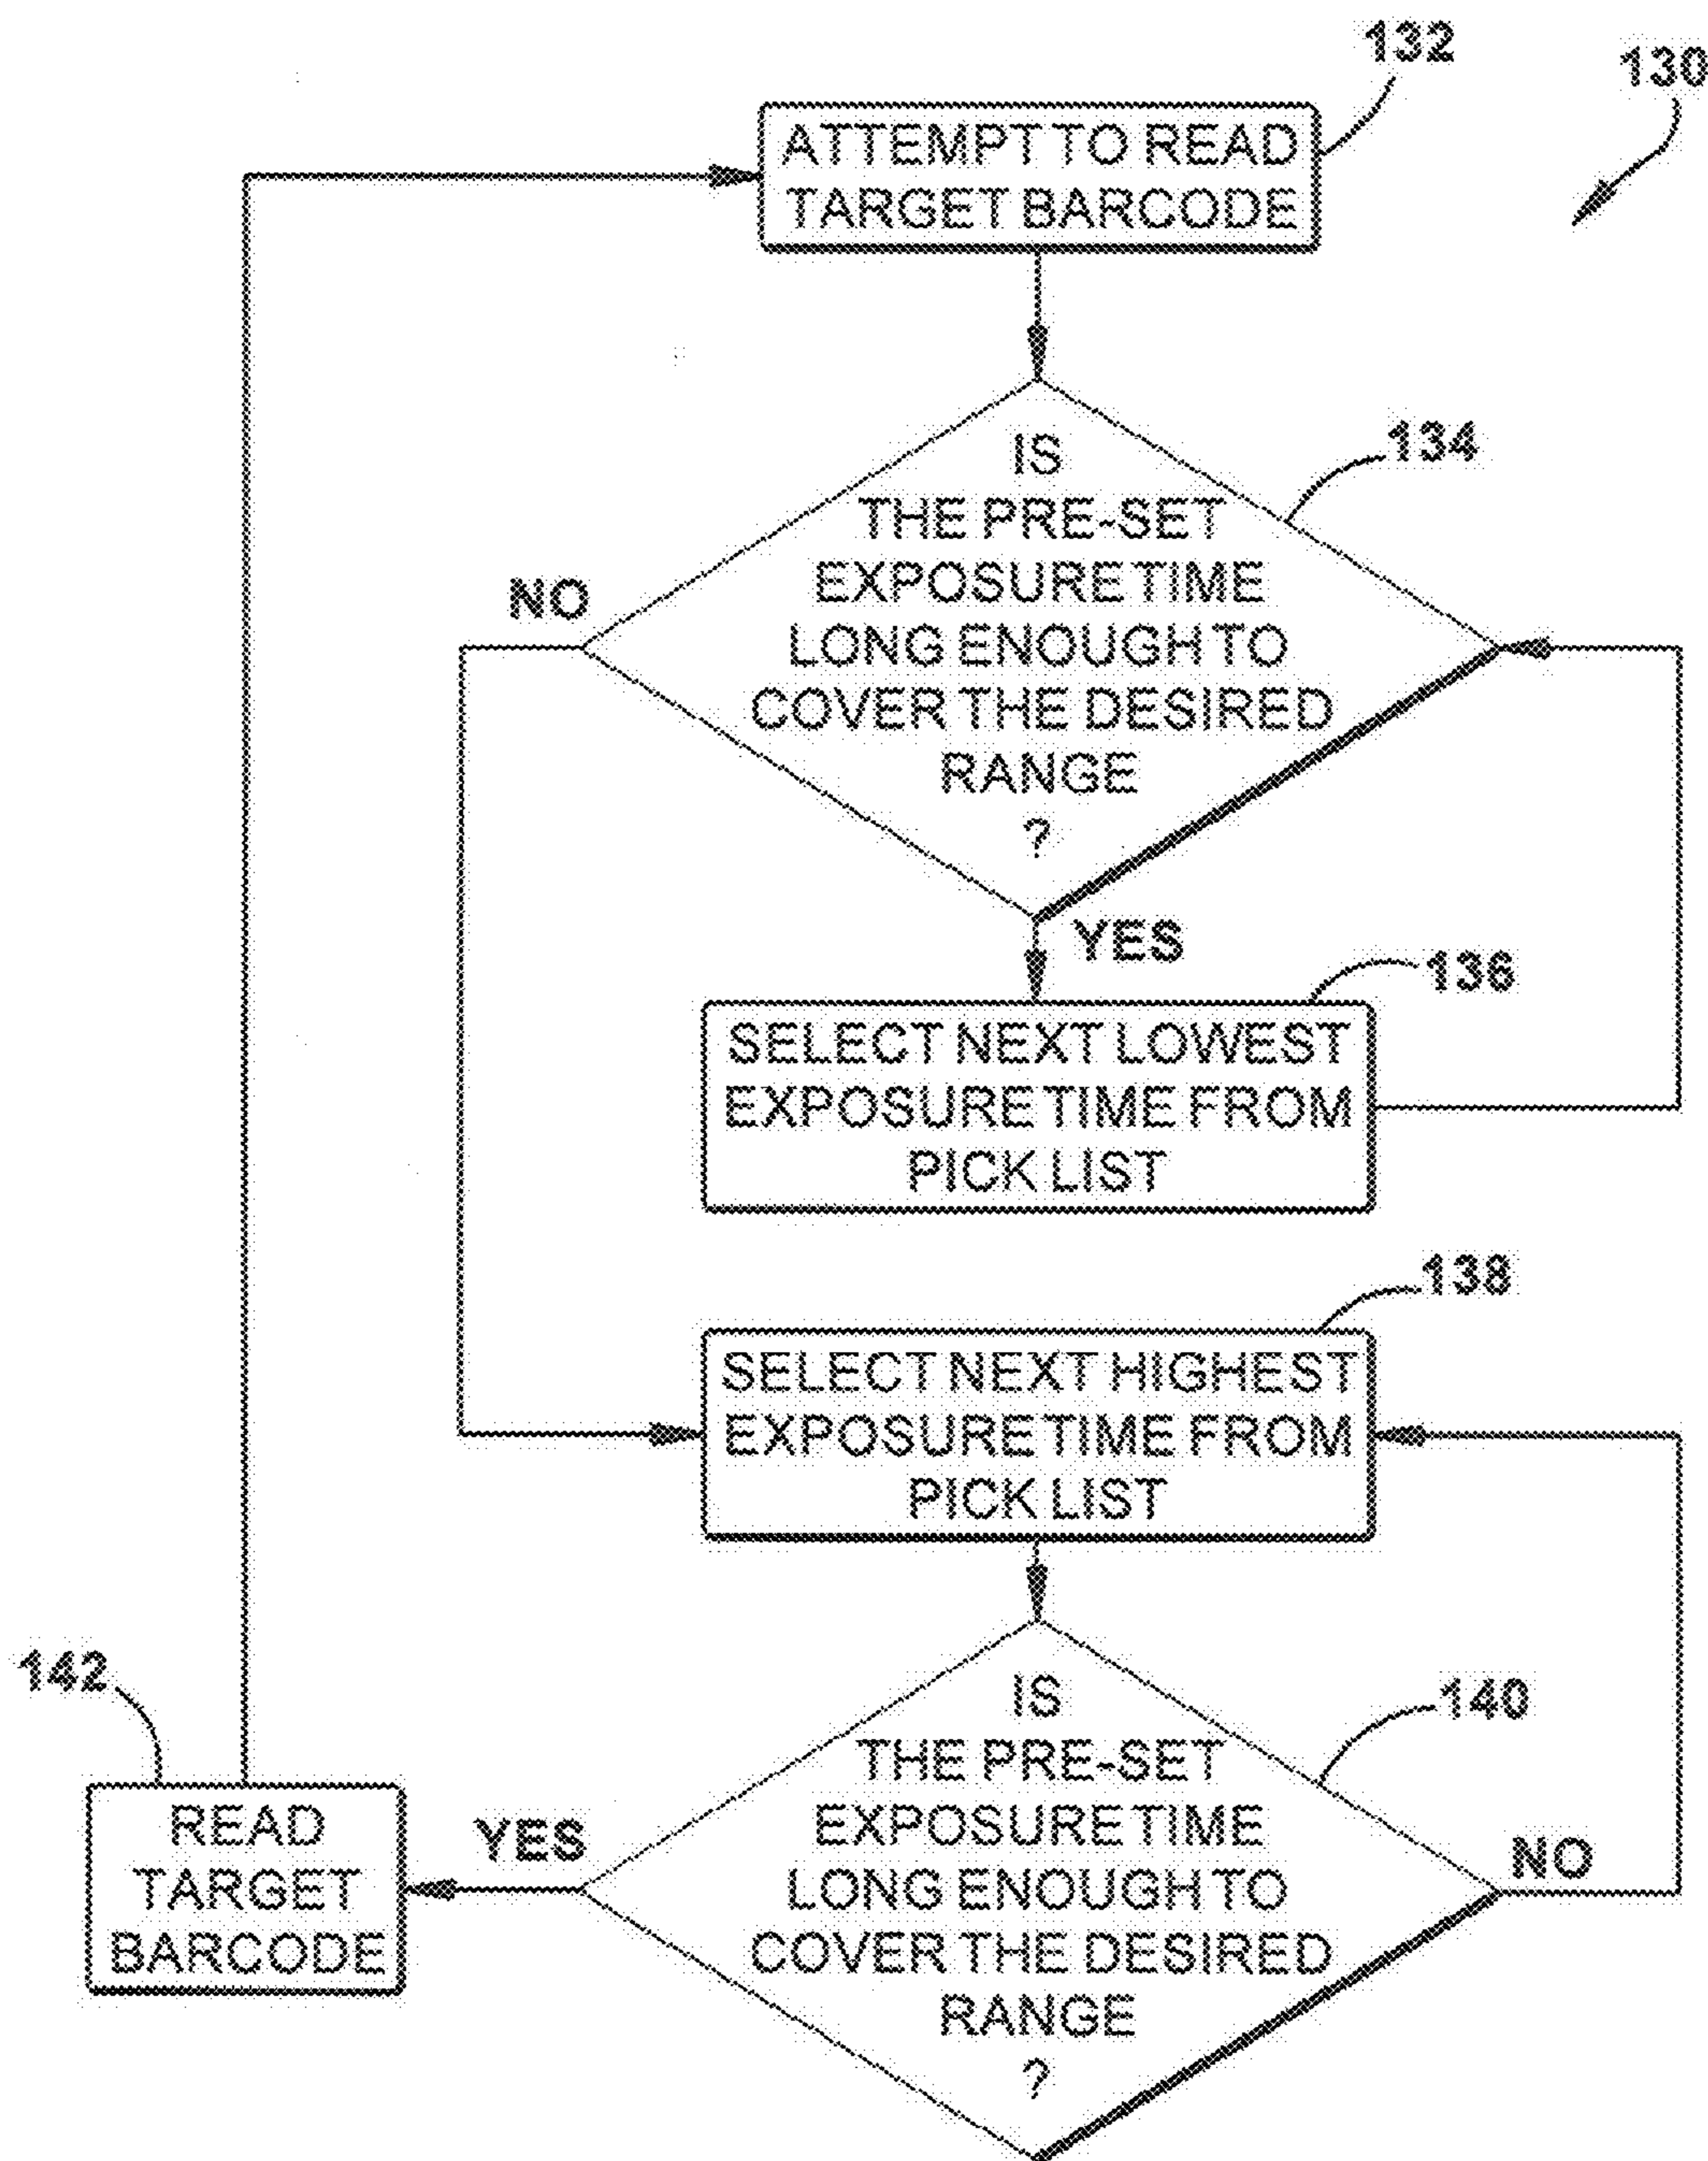 132
130
ATTEMPT TO READ
TARGET BARCODE
134
IS
THE PRE-SET
EXPOSURE TIME
LONG ENOUGH TO
COVER THE DESIRED
RANGE
?
NO
YES
136
SELECT NEXT LOWEST
EXPOSURE TIME FROM
PICK LIST
138
SELECT NEXT HIGHEST
EXPOSURE TIME FROM
PICK LIST
140
IS
THE PRE-SET
EXPOSURE TIME
LONG ENOUGH TO
COVER THE DESIRED
RANGE
?
NO
YES
142
READ
TARGET
BARCODE